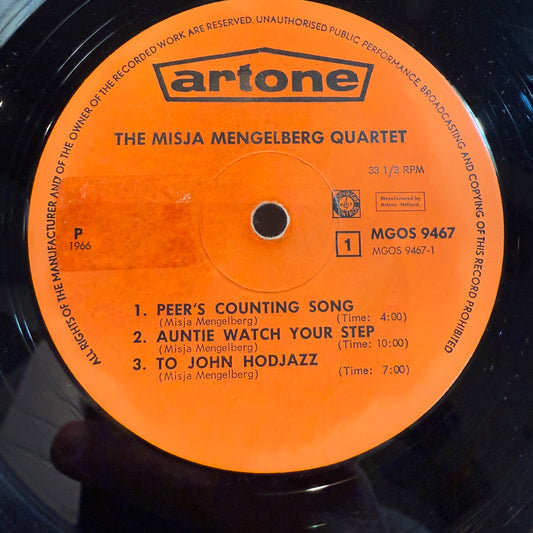 ALL RIGHTS OF THE MANUFACTURER AND OF THE OWNER OF THE RECORDED WORK ARE RESERVED. UNAUTHORISED PUBLIC PERFORMANCE, BROADCASTING AND COPYING OF THIS RECORD PROHIBITED
artone
THE MISJA MENGELBERG QUARTET
33 1/3 RPM
Manufactured by
Artone Holland.
P
1966
1
MGOS 9467
MGOS 9467-1
1. PEER'S COUNTING SONG
(Misja Mengelberg) (Time: 4:00)
2. AUNTIE WATCH YOUR STEP
(Misja Mengelberg) (Time: 10:00)
3. TO JOHN HODJAZZ
(Misja Mengelberg) (Time: 7:00)